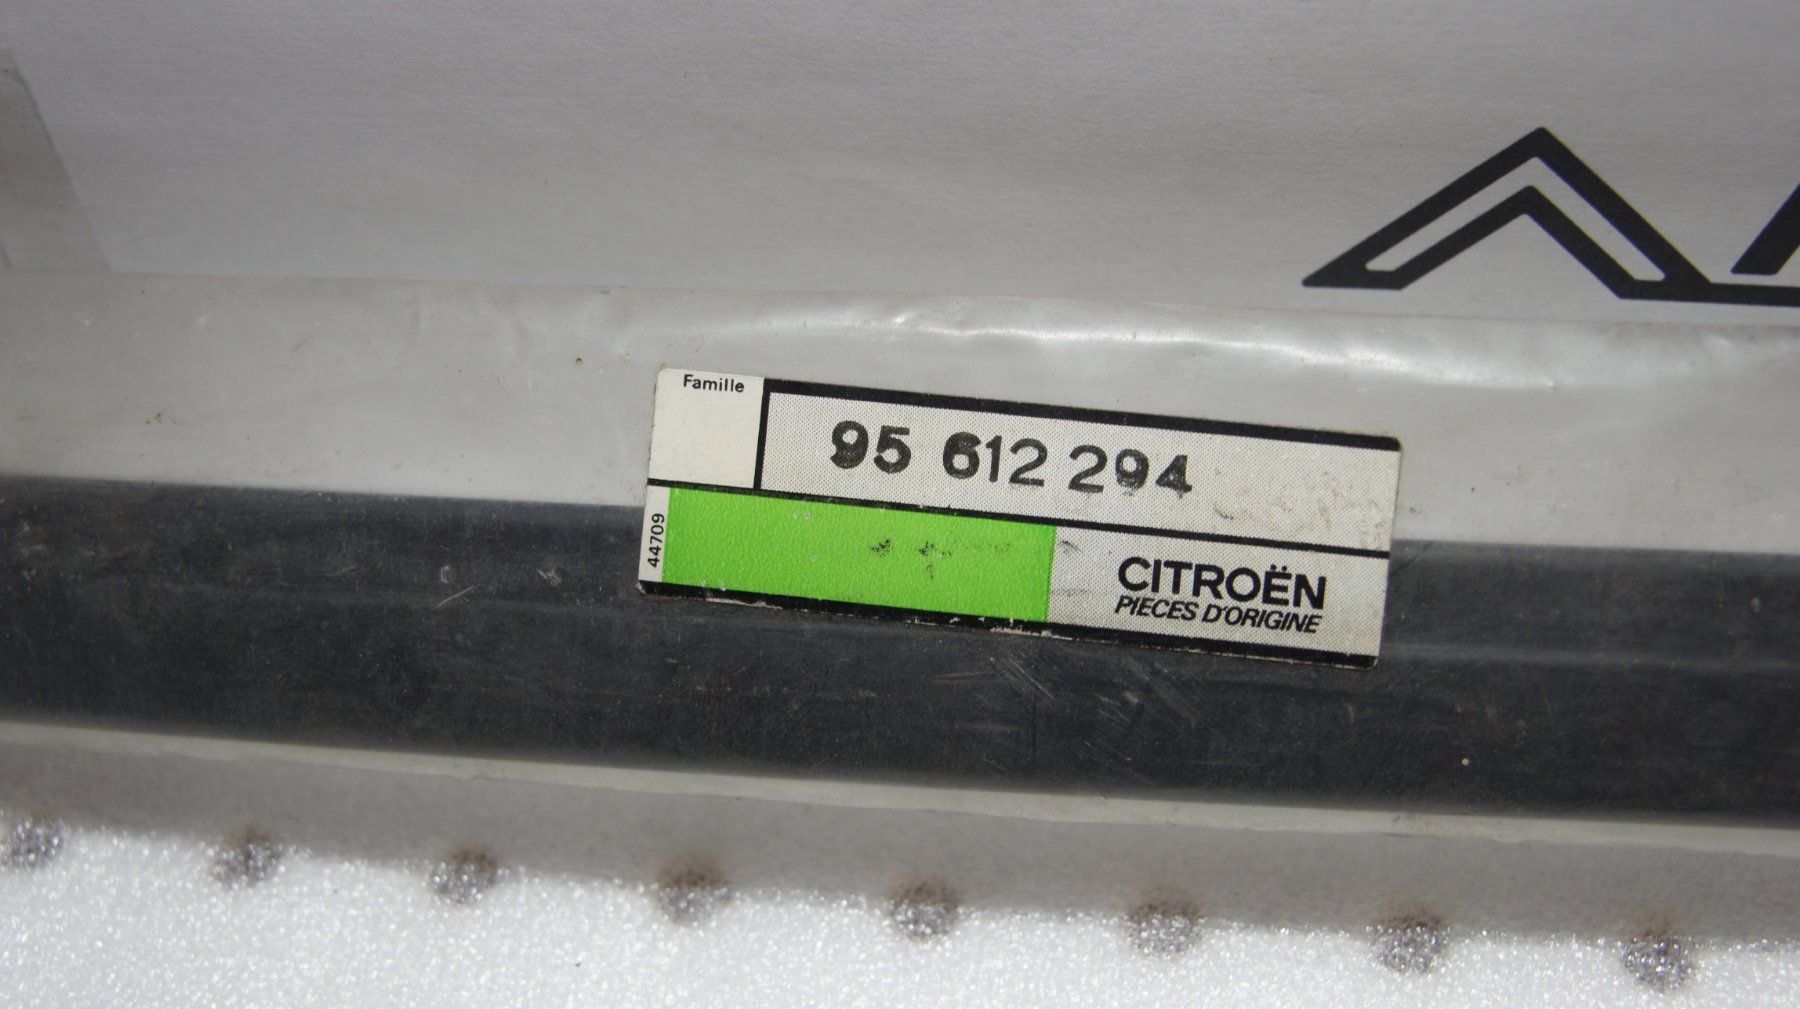 Famille
95 612 294
44709
CITROËN
PIECES D'ORIGINE